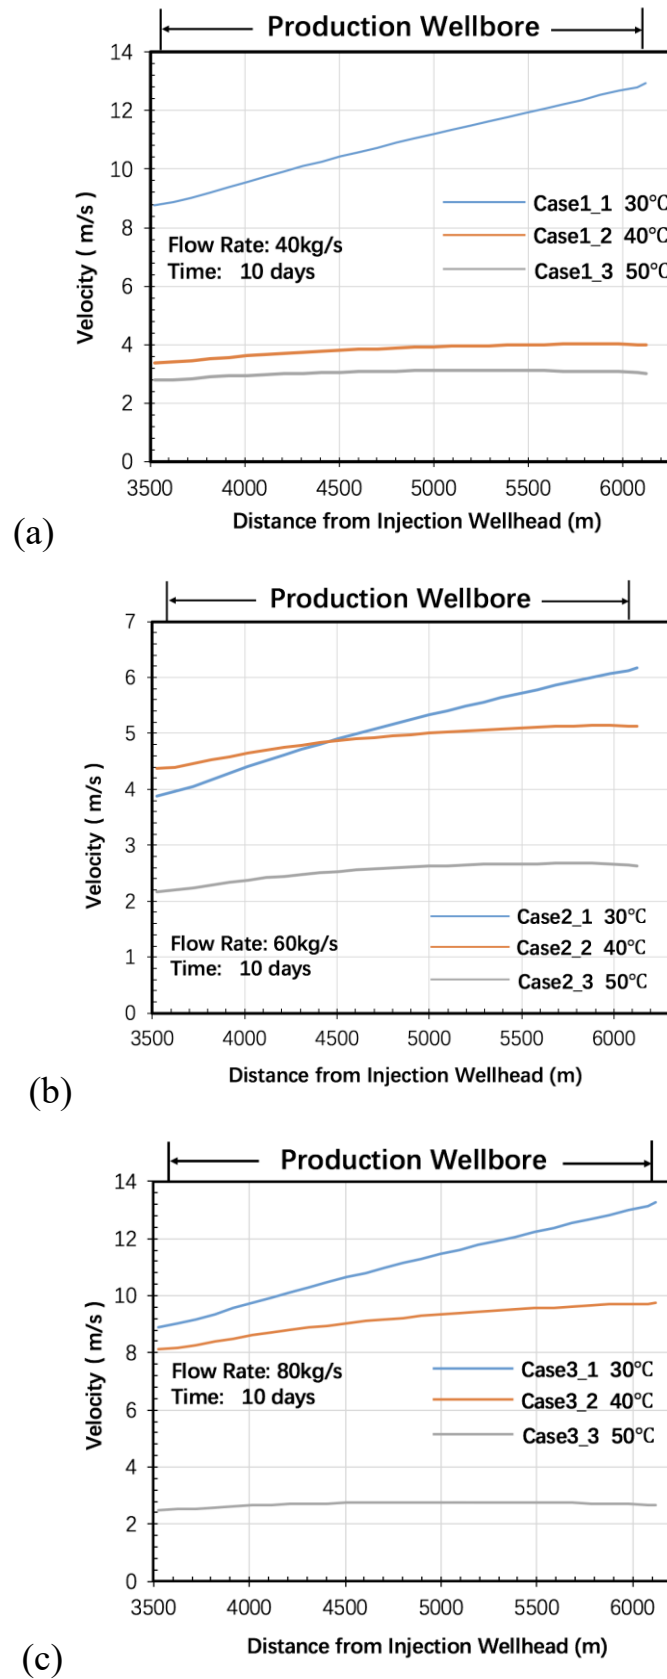 Production Wellbore
14
12
10
8
6
4
2
0
Velocity ( m/s )
Case1_1 30℃
Case1_2 40℃
Case1_3 50℃
Flow Rate: 40kg/s
Time: 10 days
3500 4000 4500 5000 5500 6000
Distance from Injection Wellhead (m)
(a)
Production Wellbore
7
6
5
4
3
2
1
0
Velocity ( m/s )
Case2_1 30℃
Case2_2 40℃
Case2_3 50℃
Flow Rate: 60kg/s
Time: 10 days
3500 4000 4500 5000 5500 6000
Distance from Injection Wellhead (m)
(b)
Production Wellbore
14
12
10
8
6
4
2
0
Velocity ( m/s )
Flow Rate: 80kg/s
Time: 10 days
Case3_1 30℃
Case3_2 40℃
Case3_3 50℃
3500 4000 4500 5000 5500 6000
Distance from Injection Wellhead (m)
(c)